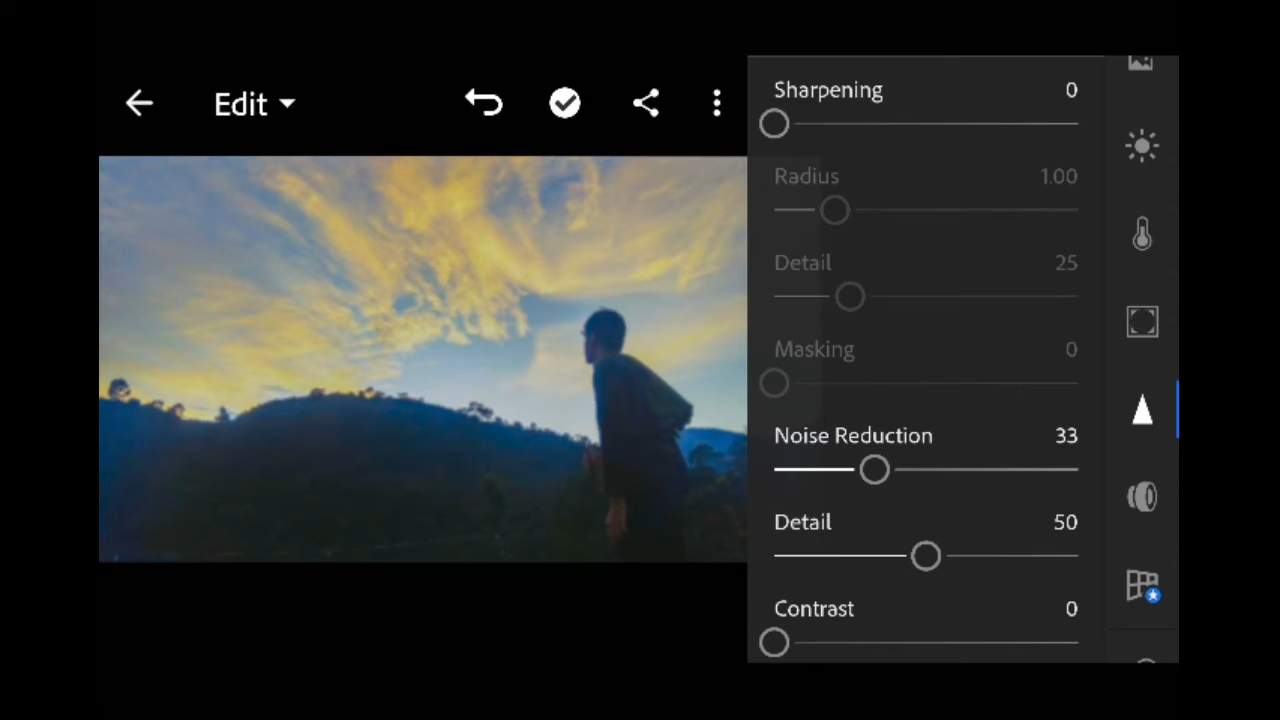 Edit
Sharpening 0
Radius 1.00
Detail 25
Masking 0
Noise Reduction 33
Detail 50
Contrast 0